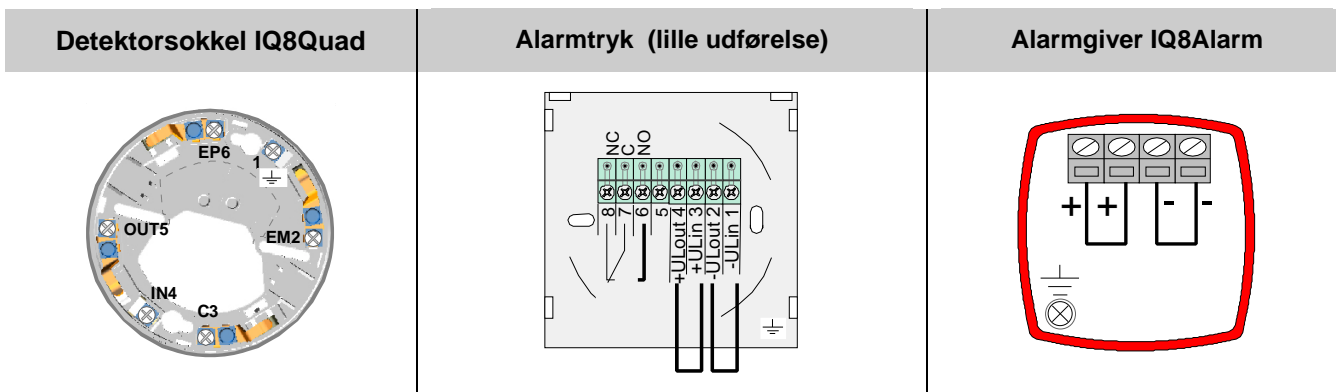 Detektorsokkel IQ8Quad
Alarmtryk (lille udførelse)
Alarmgiver IQ8Alarm
EP6
1
OUT5
EM2
IN4
C3
NC
C
NO
8
7
6
5
+ULout 4
+ULin 3
-ULout 2
-ULin 1
+ + - -